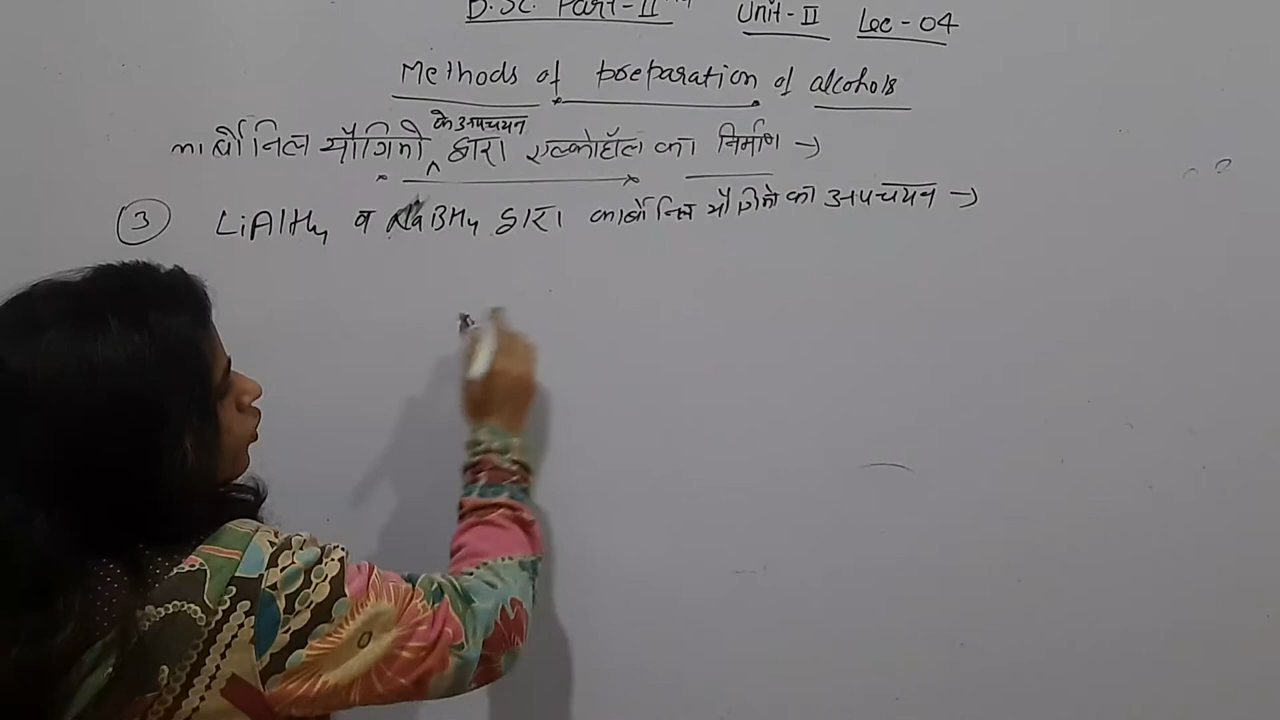 B.Sc. Part-II Unit-II Lec-04
Methods of preparation of alcohols
कार्बोनिल यौगिको के अपचयन द्वारा एल्कोहॉल का निर्माण →
③ LiAlH4 व NaBH4 द्वारा कार्बोनिल यौगिको का अपचयन →